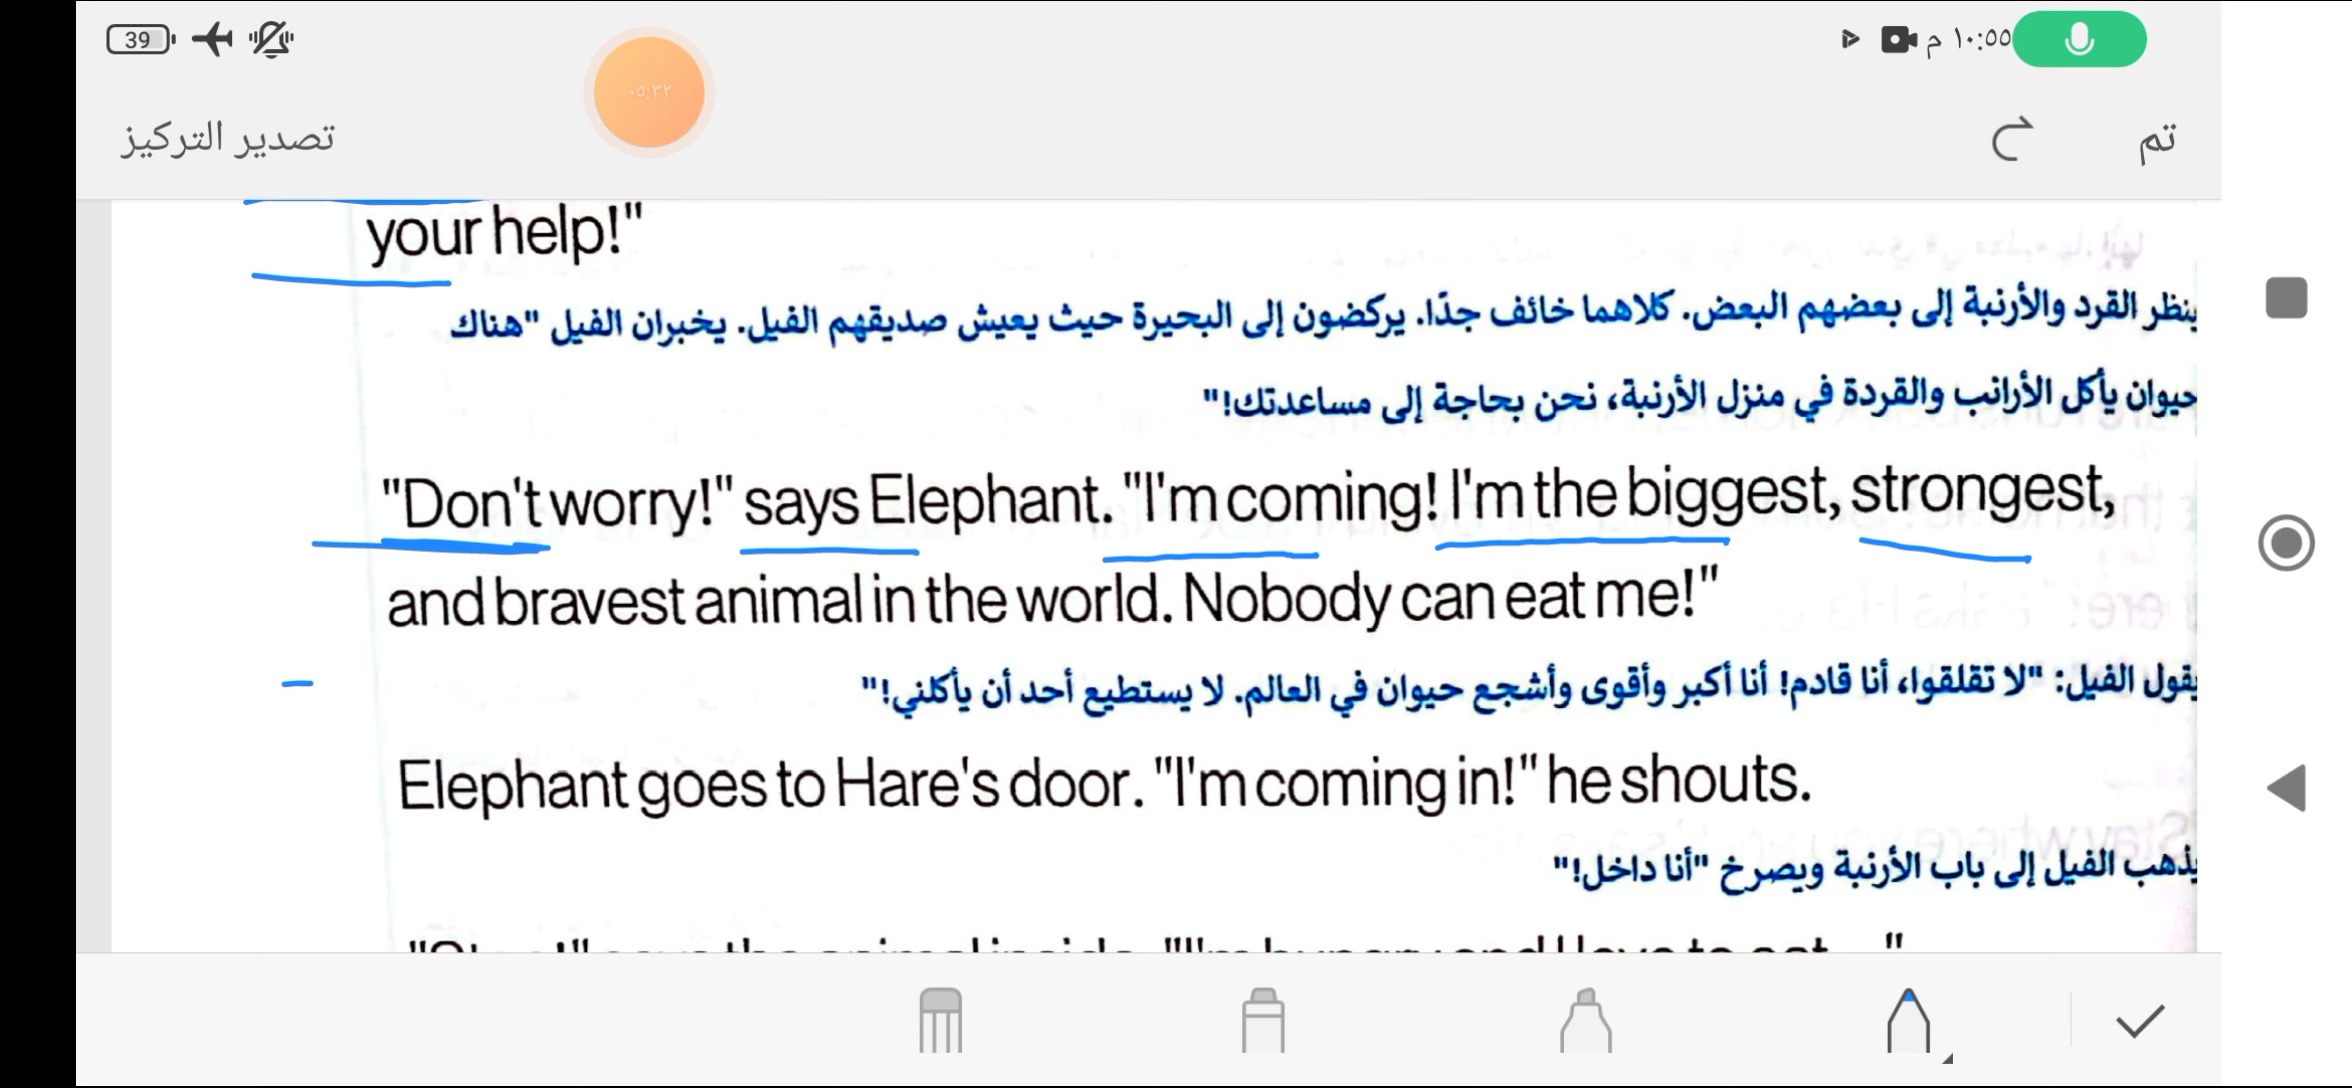 39
١٠:٥٥ م
٠٥:٣٢
تصدير التركيز
تم
your help!"
ينظر القرد والأرنبة إلى بعضهم البعض. كلاهما خائف جدًا. يركضون إلى البحيرة حيث يعيش صديقهم الفيل. يخبران الفيل "هناك
حيوان يأكل الأرانب والقردة في منزل الأرنبة، نحن بحاجة إلى مساعدتك!"
"Don't worry!" says Elephant. "I'm coming! I'm the biggest, strongest,
and bravest animal in the world. Nobody can eat me!"
يقول الفيل: "لا تقلقوا، أنا قادم! أنا أكبر وأقوى وأشجع حيوان في العالم. لا يستطيع أحد أن يأكلني!"
Elephant goes to Hare's door. "I'm coming in!" he shouts.
يذهب الفيل إلى باب الأرنبة ويصرخ "أنا داخل!"